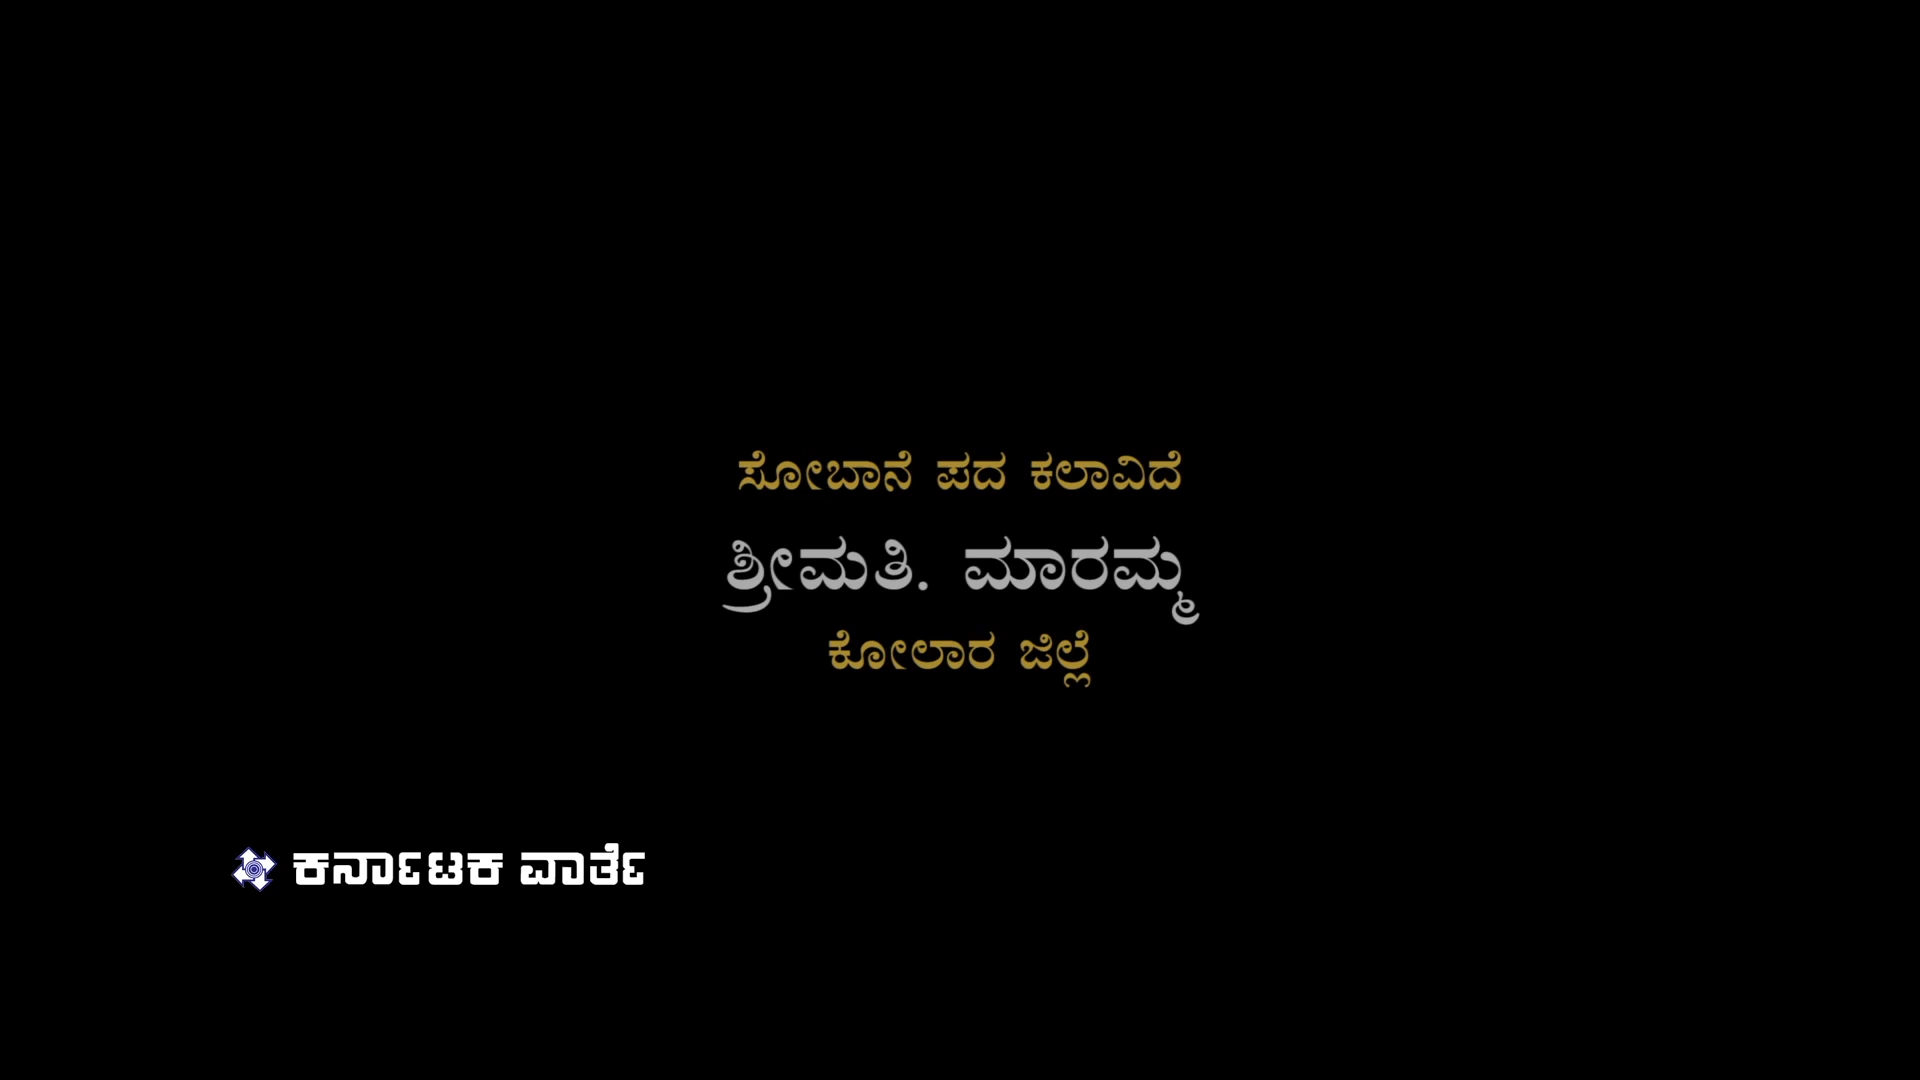 ಸೋಬಾನೆ ಪದ ಕಲಾವಿದೆ
ಶ್ರೀಮತಿ. ಮಾರಮ್ಮ
ಕೋಲಾರ ಜಿಲ್ಲೆ
ಕರ್ನಾಟಕ ವಾರ್ತೆ